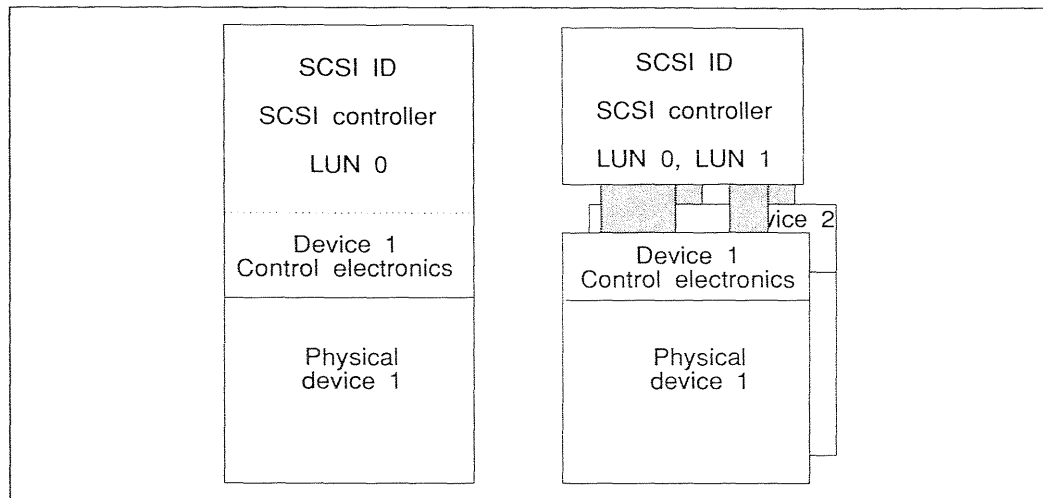 SCSI ID
SCSI controller
LUN 0
Device 1
Control electronics
Physical
device 1
SCSI ID
SCSI controller
LUN 0, LUN 1
vice 2
Device 1
Control electronics
Physical
device 1